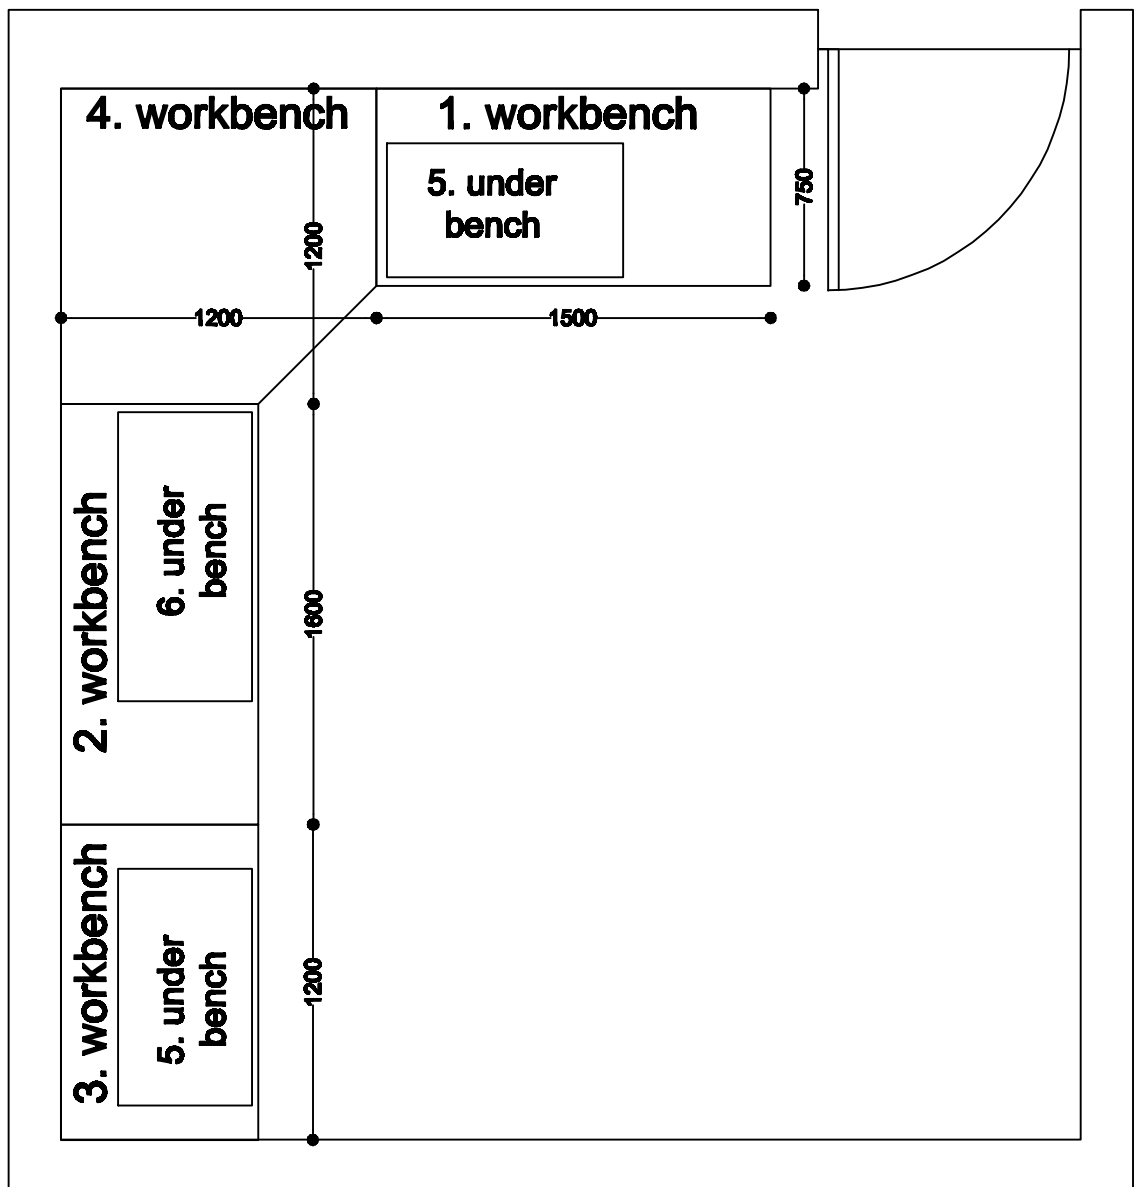 4. workbench
1. workbench
5. under
bench
750
1200
1200
1500
2. workbench
6. under
bench
1600
3. workbench
5. under
bench
1200